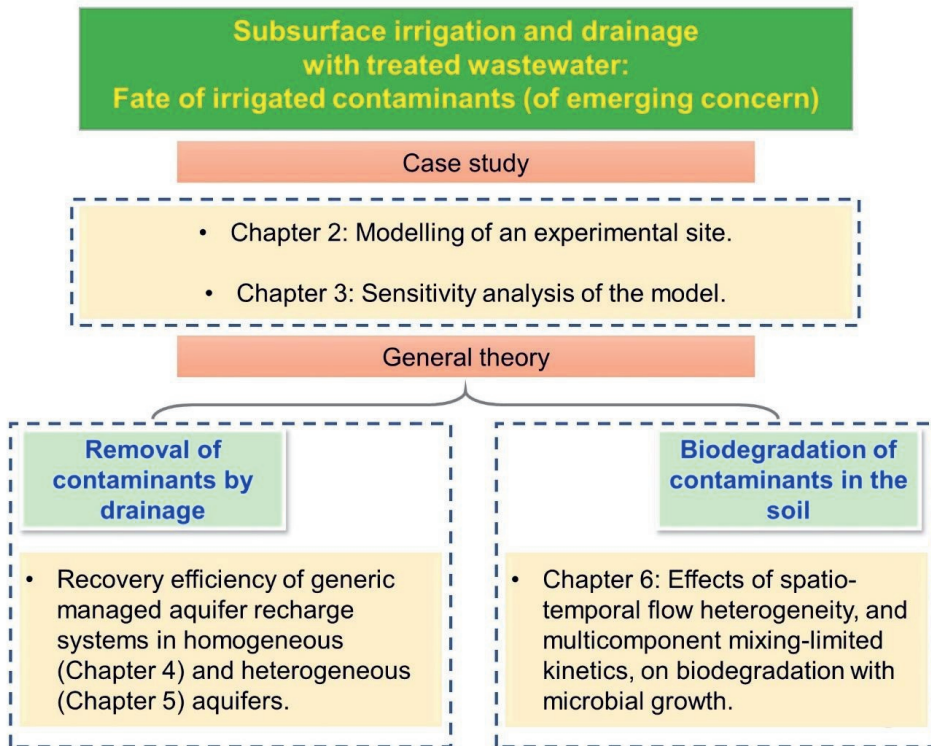 Subsurface irrigation and drainage
with treated wastewater:
Fate of irrigated contaminants (of emerging concern)
Case study
• Chapter 2: Modelling of an experimental site.
• Chapter 3: Sensitivity analysis of the model.
General theory
Removal of
contaminants by
drainage
• Recovery efficiency of generic
managed aquifer recharge
systems in homogeneous
(Chapter 4) and heterogeneous
(Chapter 5) aquifers.
Biodegradation of
contaminants in the
soil
• Chapter 6: Effects of spatio-
temporal flow heterogeneity, and
multicomponent mixing-limited
kinetics, on biodegradation with
microbial growth.